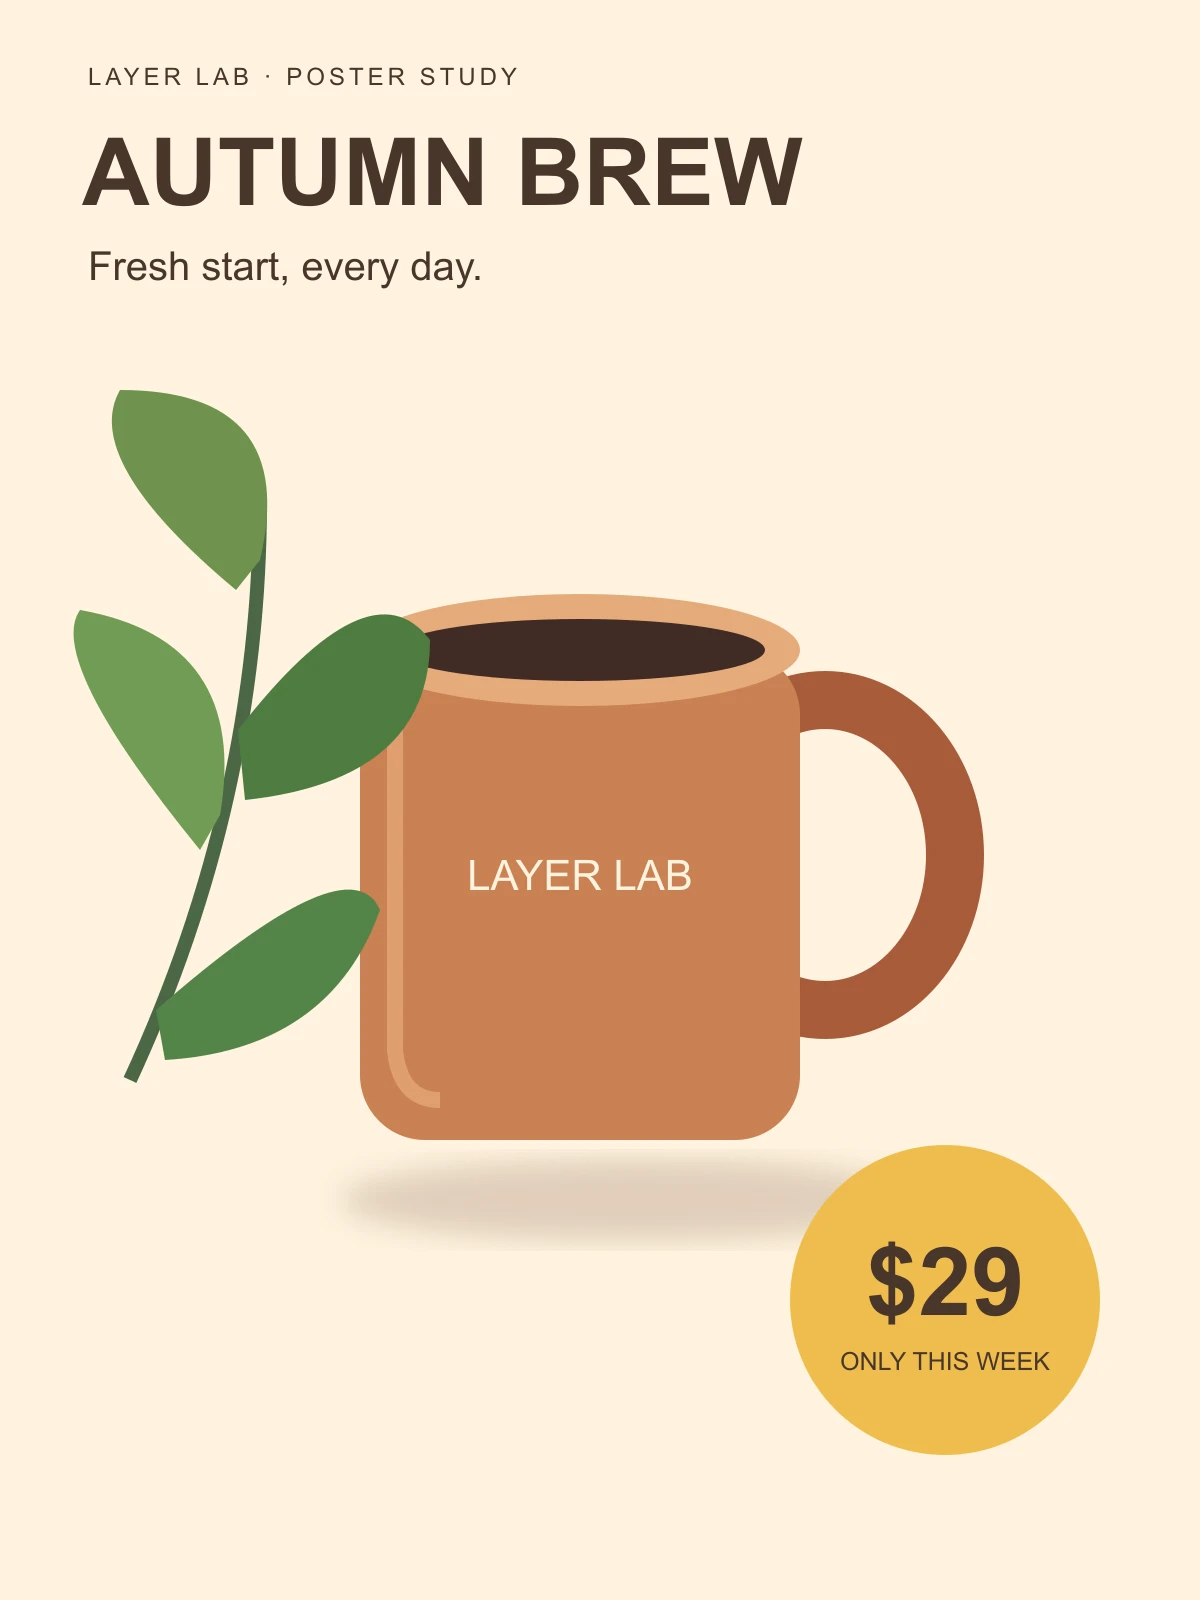 LAYER LAB · POSTER STUDY
AUTUMN BREW
Fresh start, every day.
LAYER LAB
$29
ONLY THIS WEEK